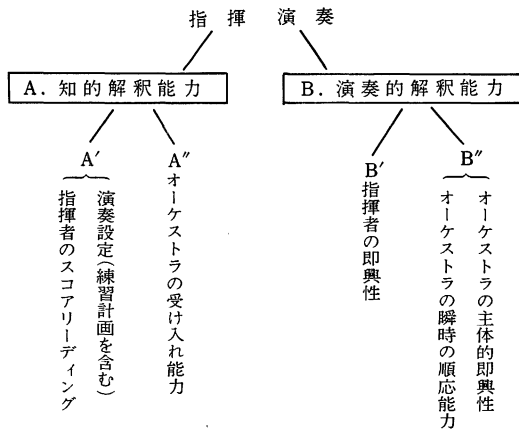 指揮演奏
A．知的解釈能力
B．演奏的解釈能力
A′
演奏設定（練習計画を含む）
指揮者のスコアリーディング
A″
オーケストラの受け入れ能力
B′
指揮者の即興性
B″
オーケストラの主体的即興性
オーケストラの瞬時の順応能力